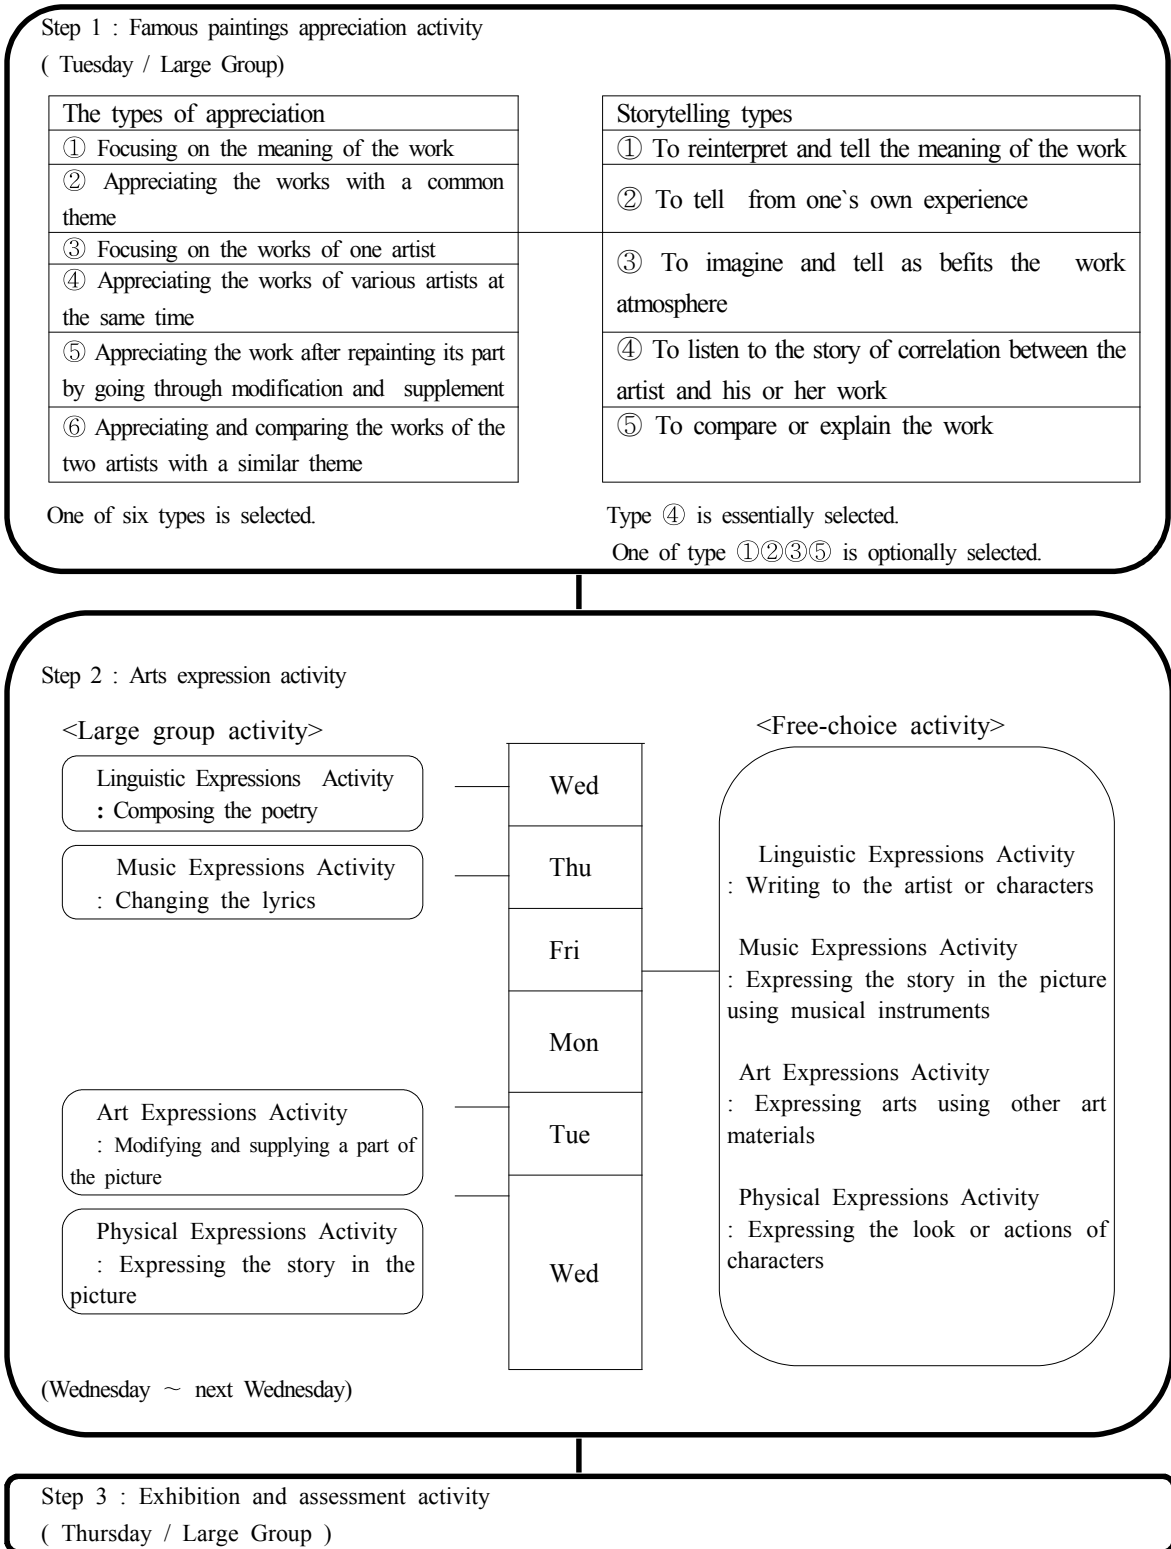 Step 1 : Famous paintings appreciation activity
( Tuesday / Large Group)
The types of appreciation
① Focusing on the meaning of the work
② Appreciating the works with a common
theme
③ Focusing on the works of one artist
④ Appreciating the works of various artists at
the same time
⑤ Appreciating the work after repainting its part
by going through modification and supplement
⑥ Appreciating and comparing the works of the
two artists with a similar theme
One of six types is selected.
Storytelling types
① To reinterpret and tell the meaning of the work
② To tell from one`s own experience
③ To imagine and tell as befits the work
atmosphere
④ To listen to the story of correlation between the
artist and his or her work
⑤ To compare or explain the work
Type ④ is essentially selected.
One of type ①②③⑤ is optionally selected.
Step 2 : Arts expression activity
<Large group activity>
Linguistic Expressions Activity
: Composing the poetry
Music Expressions Activity
: Changing the lyrics
Art Expressions Activity
: Modifying and supplying a part of
the picture
Physical Expressions Activity
: Expressing the story in the
picture
Wed
Thu
Fri
Mon
Tue
Wed
<Free-choice activity>
Linguistic Expressions Activity
: Writing to the artist or characters
Music Expressions Activity
: Expressing the story in the picture
using musical instruments
Art Expressions Activity
: Expressing arts using other art
materials
Physical Expressions Activity
: Expressing the look or actions of
characters
(Wednesday ~ next Wednesday)
Step 3 : Exhibition and assessment activity
( Thursday / Large Group )